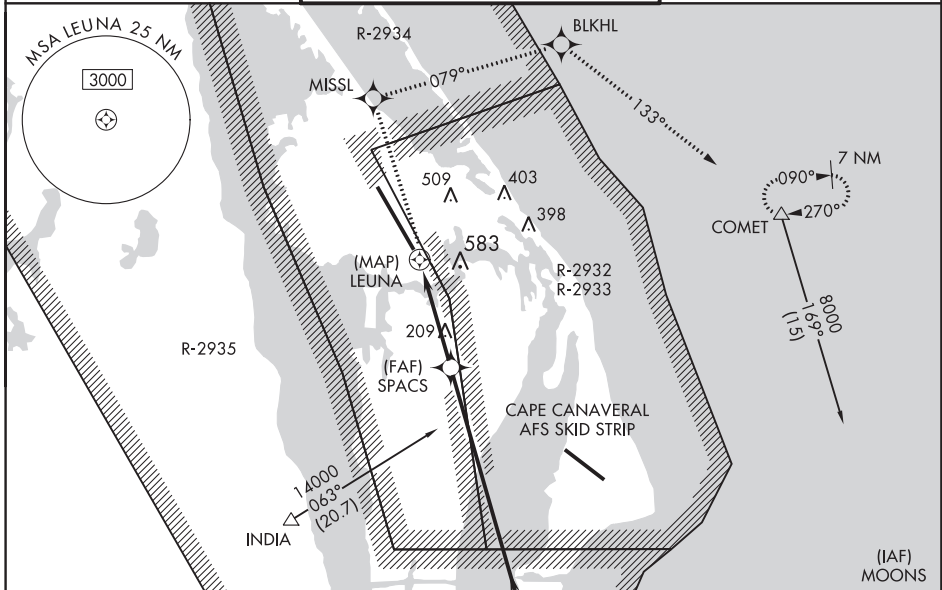 MSA LEUNA 25 NM
3000
R-2934
BLKHL
MISSL
079°
133°
7 NM
090°
270°
COMET
509
403
398
583
(MAP)
LEUNA
R-2932
R-2933
8000
169°
(15)
209
R-2935
(FAF)
SPACS
CAPE CANAVERAL
AFS SKID STRIP
14000
063°
(20.7)
INDIA
(IAF)
MOONS